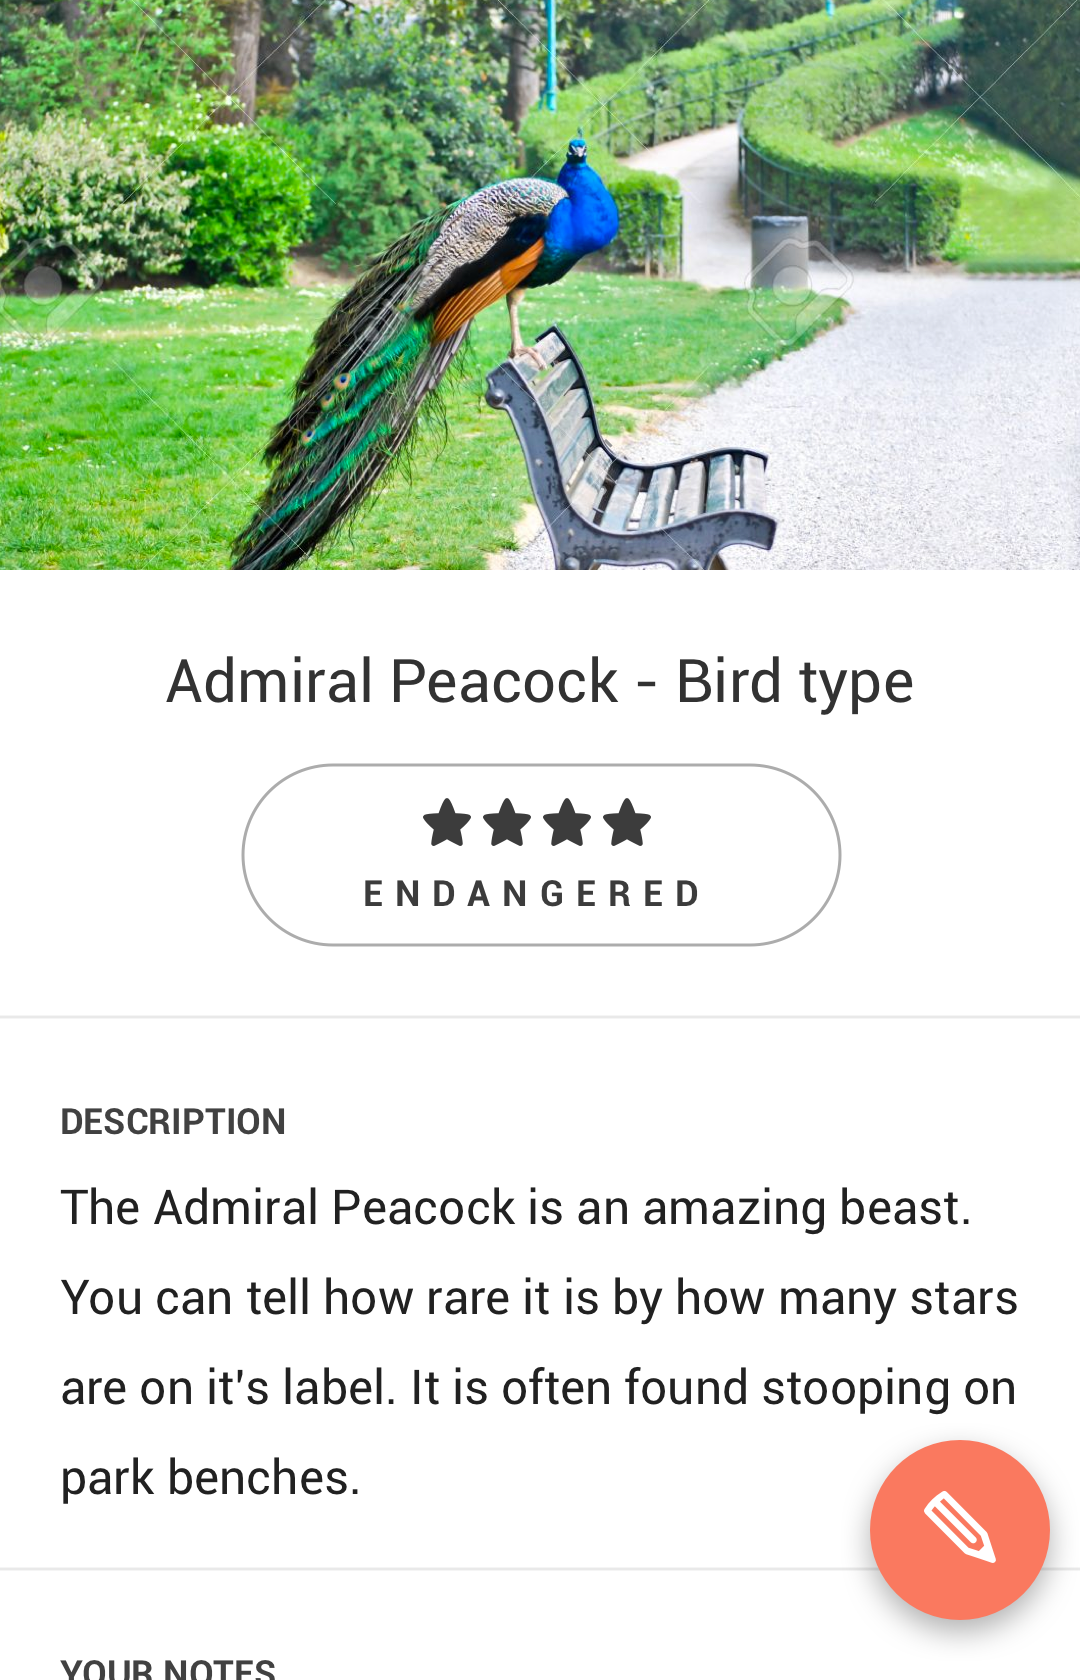 Admiral Peacock - Bird type
ENDANGERED
DESCRIPTION
The Admiral Peacock is an amazing beast.
You can tell how rare it is by how many stars
are on it's label. It is often found stooping on
park benches.
YOUR NOTES